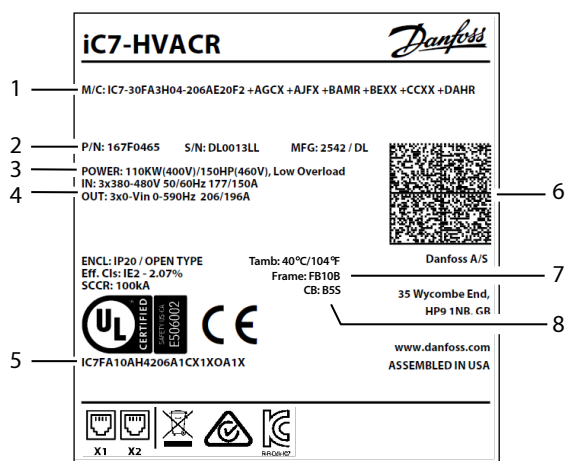 iC7-HVACR
Danfoss
1
M/C: IC7-30FA3H04-206AE20F2 +AGCX +AJFX +BAMR +BEXX +CCXX +DAHR
2
P/N: 167F0465 S/N: DL0013LL MFG: 2542 / DL
3
POWER: 110KW(400V)/150HP(460V), Low Overload
IN: 3x380-480V 50/60Hz 177/150A
4
OUT: 3x0-Vin 0-590Hz 206/196A
6
ENCL: IP20 / OPEN TYPE
Eff. Cls: IE2 - 2.07%
SCCR: 100kA
Tamb: 40°C/104°F
Frame: FB10B
CB: B5S
Danfoss A/S
7
35 Wycombe End,
HP9 1NB. GR
8
UL
CERTIFIED
SAFETY US-CA
E506002
CE
www.danfoss.com
ASSEMBLED IN USA
5
IC7FA10AH4206A1CX1XOA1X
X1 X2